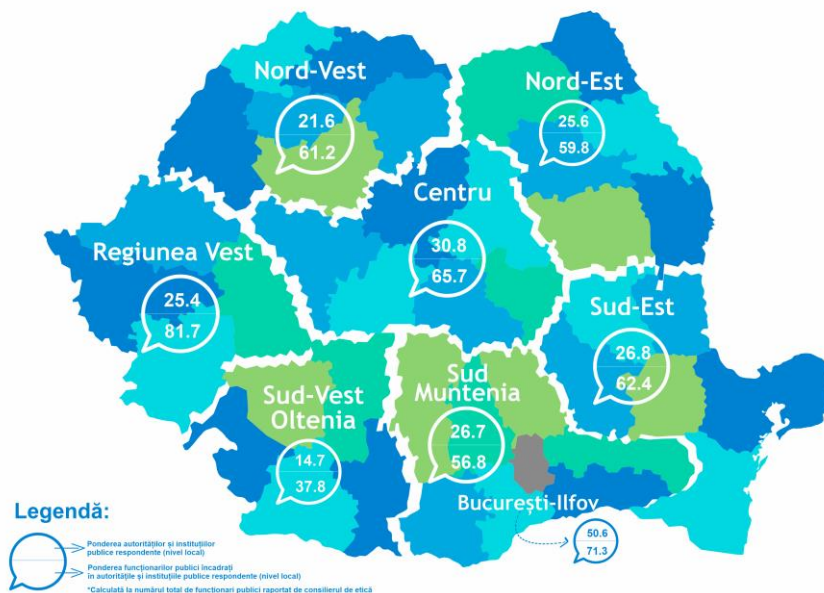 Nord-Vest
21.6
61.2
Nord-Est
25.6
59.8
Centru
30.8
65.7
Regiunea Vest
25.4
81.7
Sud-Est
26.8
62.4
Sud-Vest
Oltenia
14.7
37.8
Sud
Muntenia
26.7
56.8
București-Ilfov
50.6
71.3
Legendă:
Ponderea autorităților și instituțiilor
publice respondente (nivel local)
Ponderea funcționarilor publici încadrați
în autoritățile și instituțiile publice respondente (nivel local)
*Calculată la numărul total de funcționari publici raportat de consilierul de etică